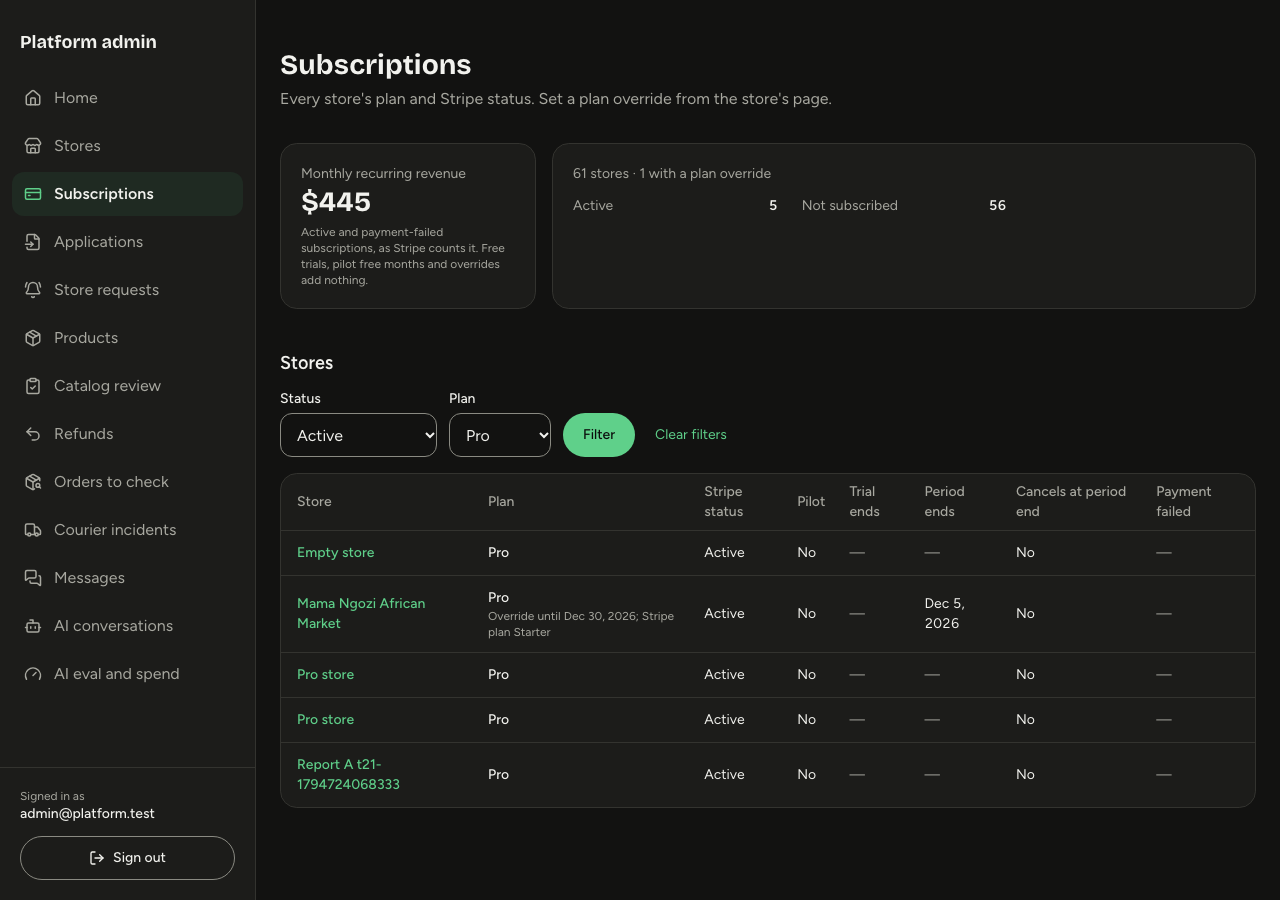 Platform admin
Home
Stores
Subscriptions
Applications
Store requests
Products
Catalog review
Refunds
Orders to check
Courier incidents
Messages
AI conversations
AI eval and spend
Signed in as
admin@platform.test
Sign out
Subscriptions
Every store's plan and Stripe status. Set a plan override from the store's page.
Monthly recurring revenue
$445
Active and payment-failed
subscriptions, as Stripe counts it. Free
trials, pilot free months and overrides
add nothing.
61 stores · 1 with a plan override
Active 5 Not subscribed 56
Stores
Status Plan
Active Pro Filter Clear filters
Store Plan Stripe status Pilot Trial ends Period ends Cancels at period end Payment failed
Empty store Pro Active No — — No —
Mama Ngozi African Market Pro Override until Dec 30, 2026; Stripe plan Starter Active No — Dec 5, 2026 No —
Pro store Pro Active No — — No —
Pro store Pro Active No — — No —
Report A t21-1794724068333 Pro Active No — — No —